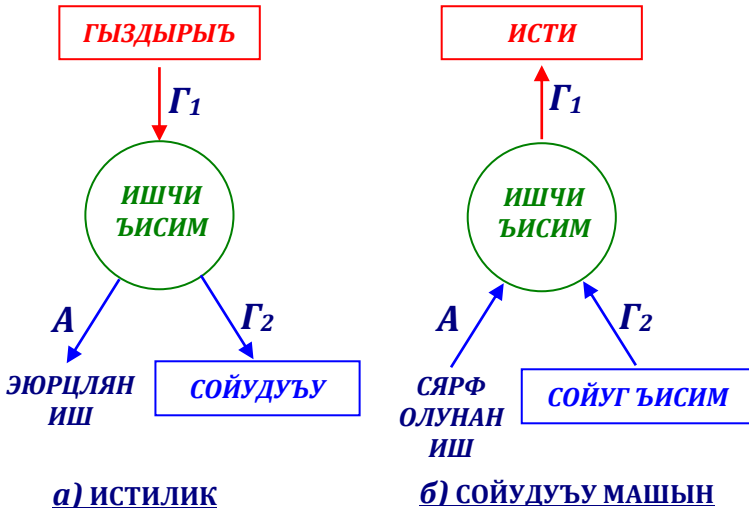 ГЫЗДЫРЫЪ
Г1
ИШЧИ
ЪИСИМ
А
Г2
ЭЮРЦЛЯН
ИШ
СОЙУДУЪУ
а) ИСТИЛИК
ИСТИ
Г1
ИШЧИ
ЪИСИМ
А
Г2
СЯРФ
ОЛУНАН
ИШ
СОЙУГ ЪИСИМ
б) СОЙУДУЪУ МАШЫН